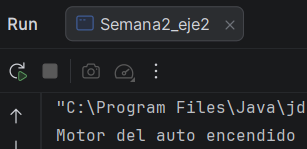 Run
Semana2_eje2
"C:\Program Files\Java\jd
Motor del auto encendido